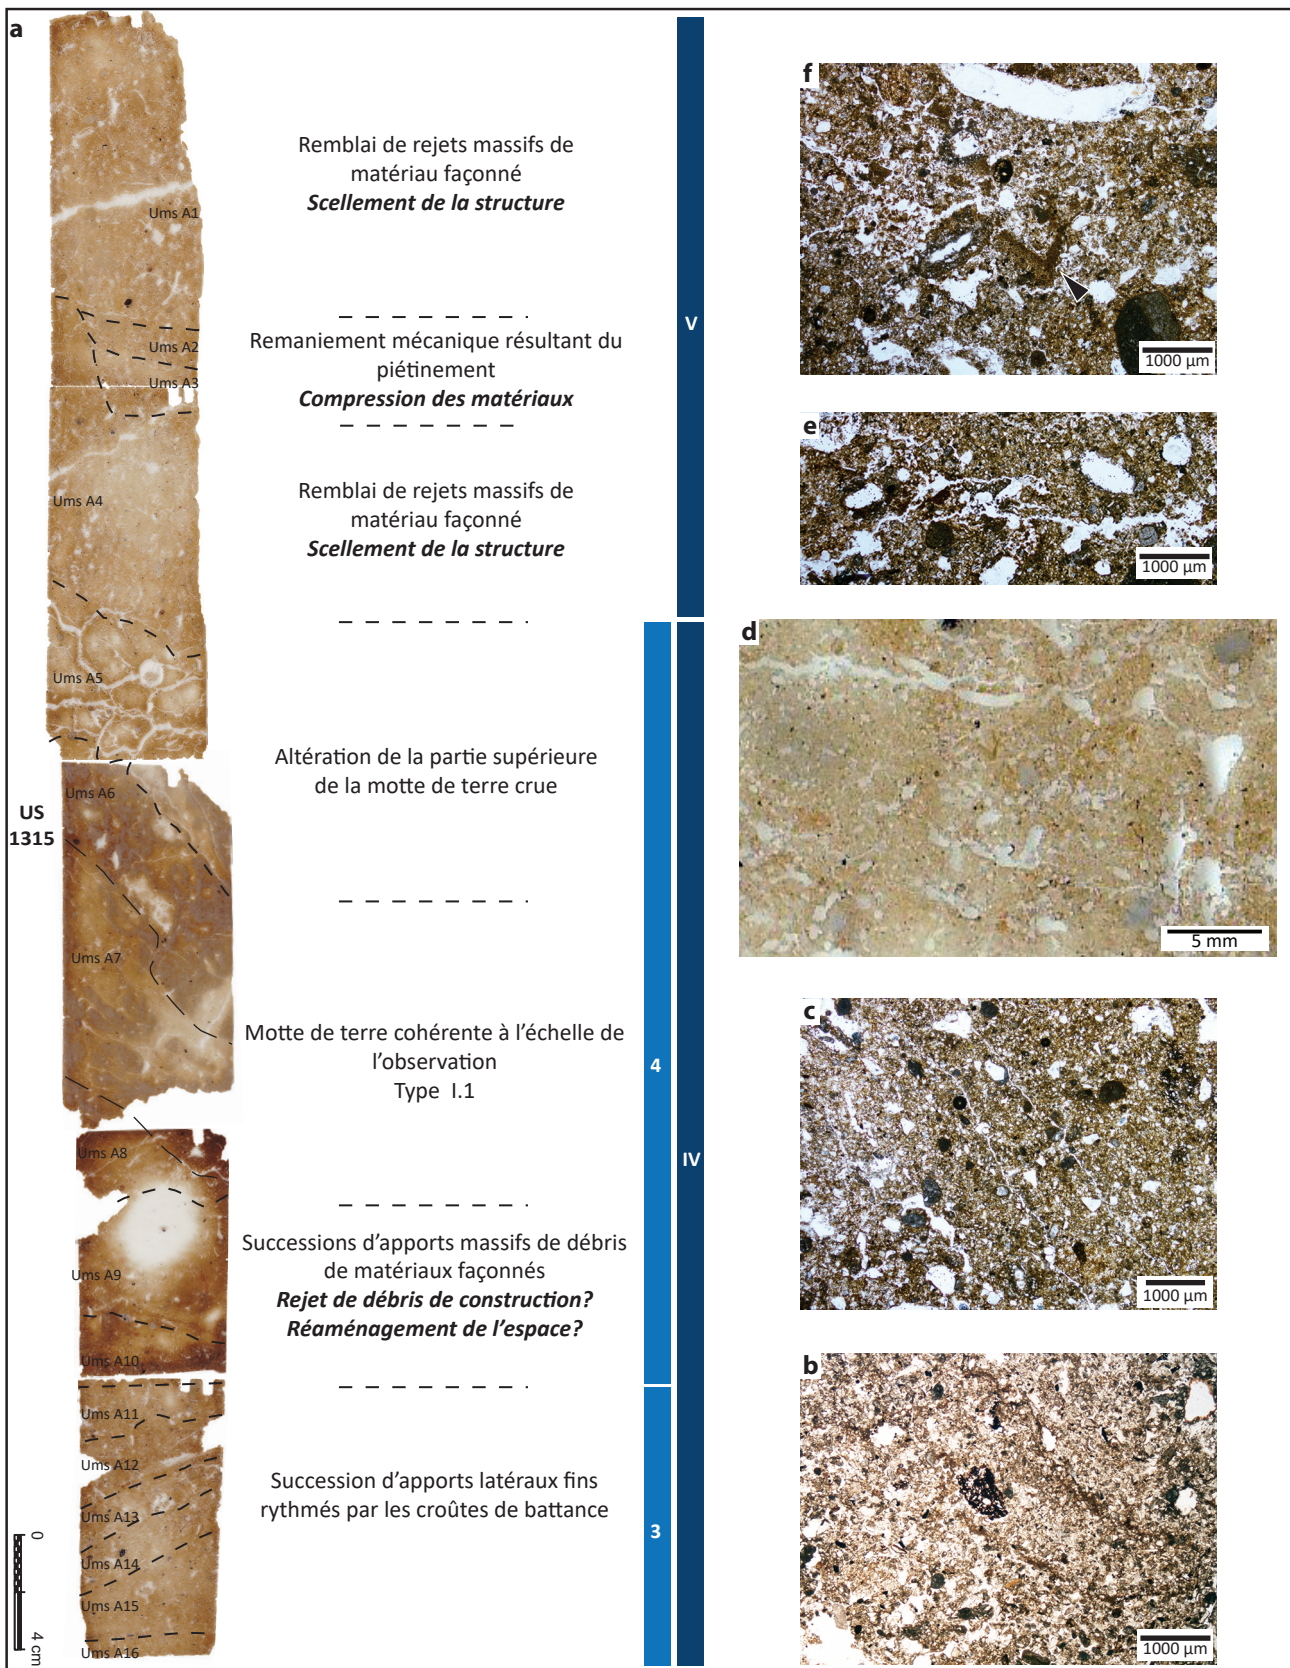 a
Ums A1
Ums A2
Ums A3
Ums A4
Ums A5
Ums A6
US
1315
Ums A7
Ums A8
Ums A9
Ums A10
Ums A11
Ums A12
Ums A13
Ums A14
Ums A15
Ums A16
0
4 cm
Remblai de rejets massifs de
matériau façonné
Scellement de la structure
Remaniement mécanique résultant du
piétinement
Compression des matériaux
Remblai de rejets massifs de
matériau façonné
Scellement de la structure
Altération de la partie supérieure
de la motte de terre crue
Motte de terre cohérente à l'échelle de
l'observation
Type I.1
Successions d'apports massifs de débris
de matériaux façonnés
Rejet de débris de construction?
Réaménagement de l'espace?
Succession d'apports latéraux fins
rythmés par les croûtes de battance
4
3
V
IV
f
1000 µm
e
1000 µm
d
5 mm
c
1000 µm
b
1000 µm